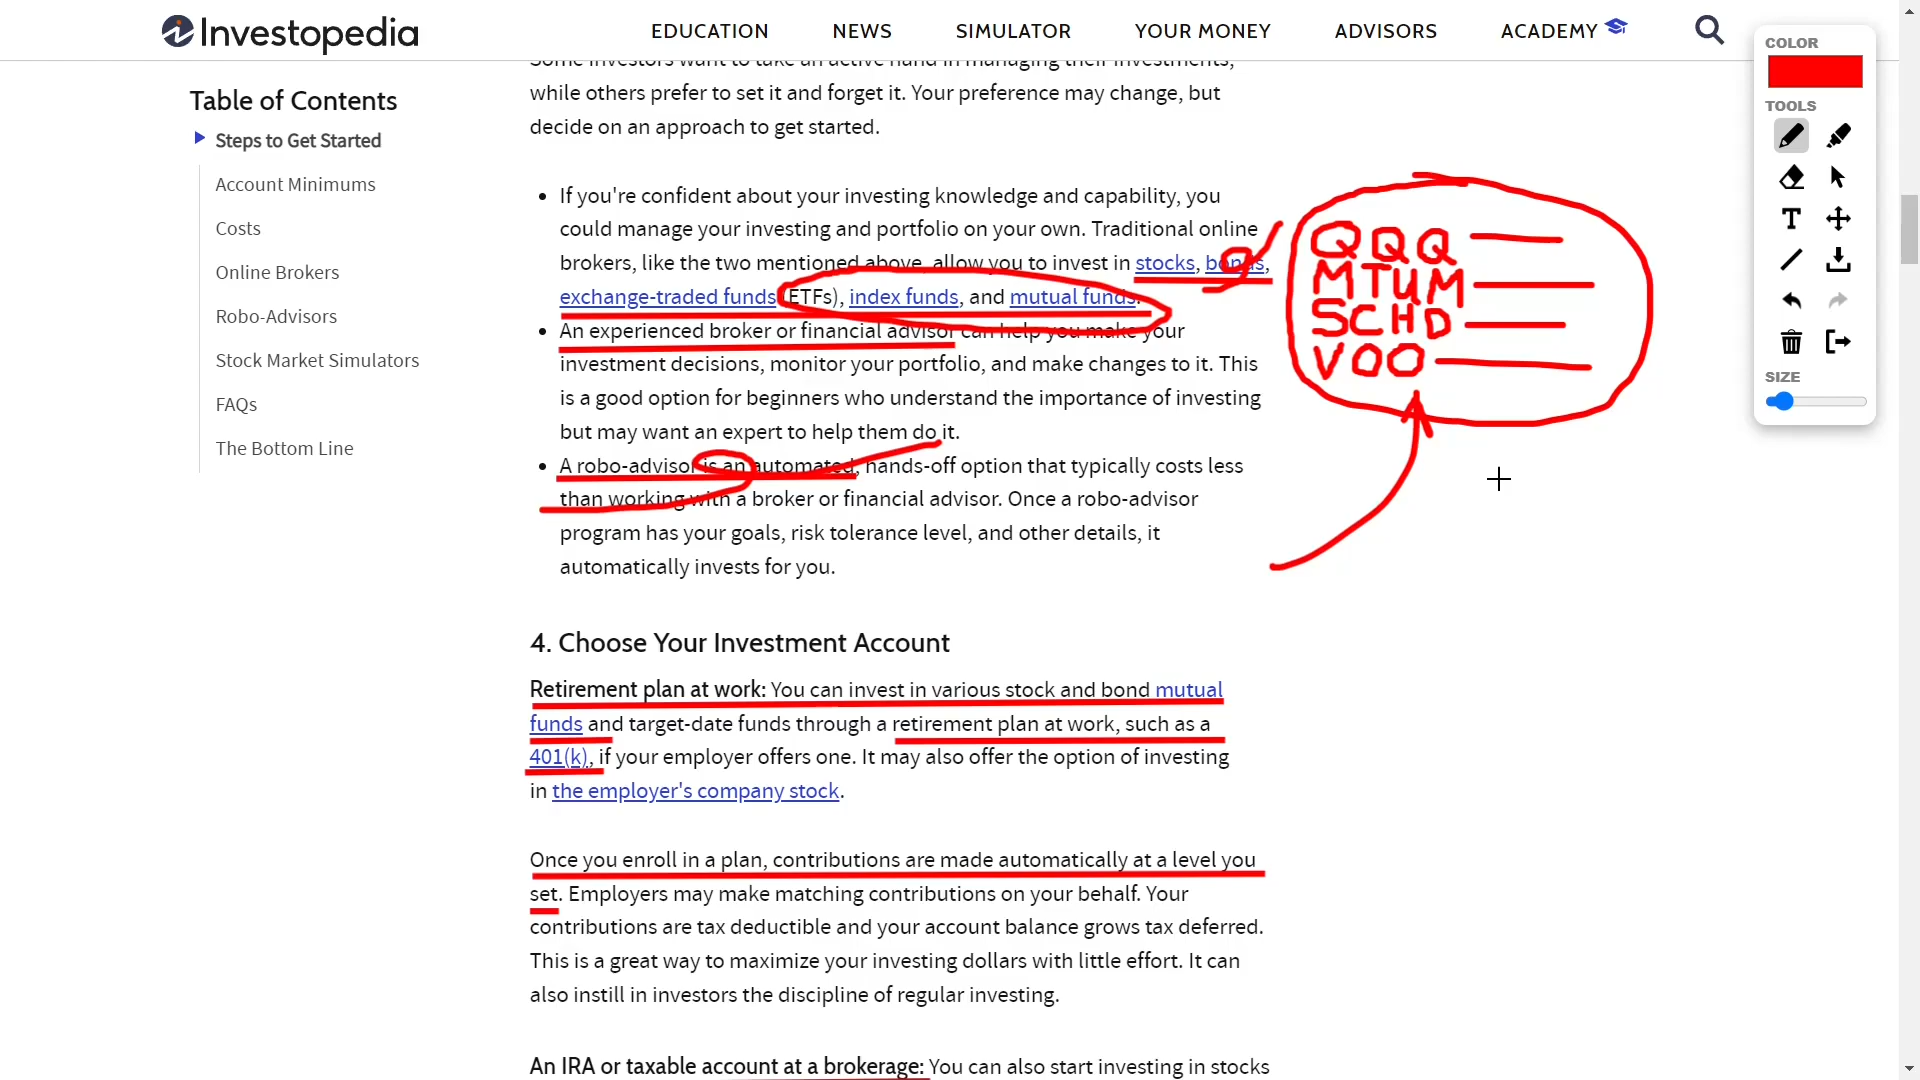 Investopedia
EDUCATION NEWS SIMULATOR YOUR MONEY ADVISORS ACADEMY
COLOR
TOOLS
SIZE
Table of Contents
Steps to Get Started
Account Minimums
Costs
Online Brokers
Robo-Advisors
Stock Market Simulators
FAQs
The Bottom Line
Some investors want to take an active hand in managing their investments,
while others prefer to set it and forget it. Your preference may change, but
decide on an approach to get started.
• If you're confident about your investing knowledge and capability, you
could manage your investing and portfolio on your own. Traditional online
brokers, like the two mentioned above, allow you to invest in stocks, bonds,
exchange-traded funds (ETFs), index funds, and mutual funds.
• An experienced broker or financial advisor can help you make your
investment decisions, monitor your portfolio, and make changes to it. This
is a good option for beginners who understand the importance of investing
but may want an expert to help them do it.
• A robo-advisor is an automated, hands-off option that typically costs less
than working with a broker or financial advisor. Once a robo-advisor
program has your goals, risk tolerance level, and other details, it
automatically invests for you.
QQQ
MTUM
SCHD
VOO
4. Choose Your Investment Account
Retirement plan at work: You can invest in various stock and bond mutual
funds and target-date funds through a retirement plan at work, such as a
401(k), if your employer offers one. It may also offer the option of investing
in the employer's company stock.
Once you enroll in a plan, contributions are made automatically at a level you
set. Employers may make matching contributions on your behalf. Your
contributions are tax deductible and your account balance grows tax deferred.
This is a great way to maximize your investing dollars with little effort. It can
also instill in investors the discipline of regular investing.
An IRA or taxable account at a brokerage: You can also start investing in stocks